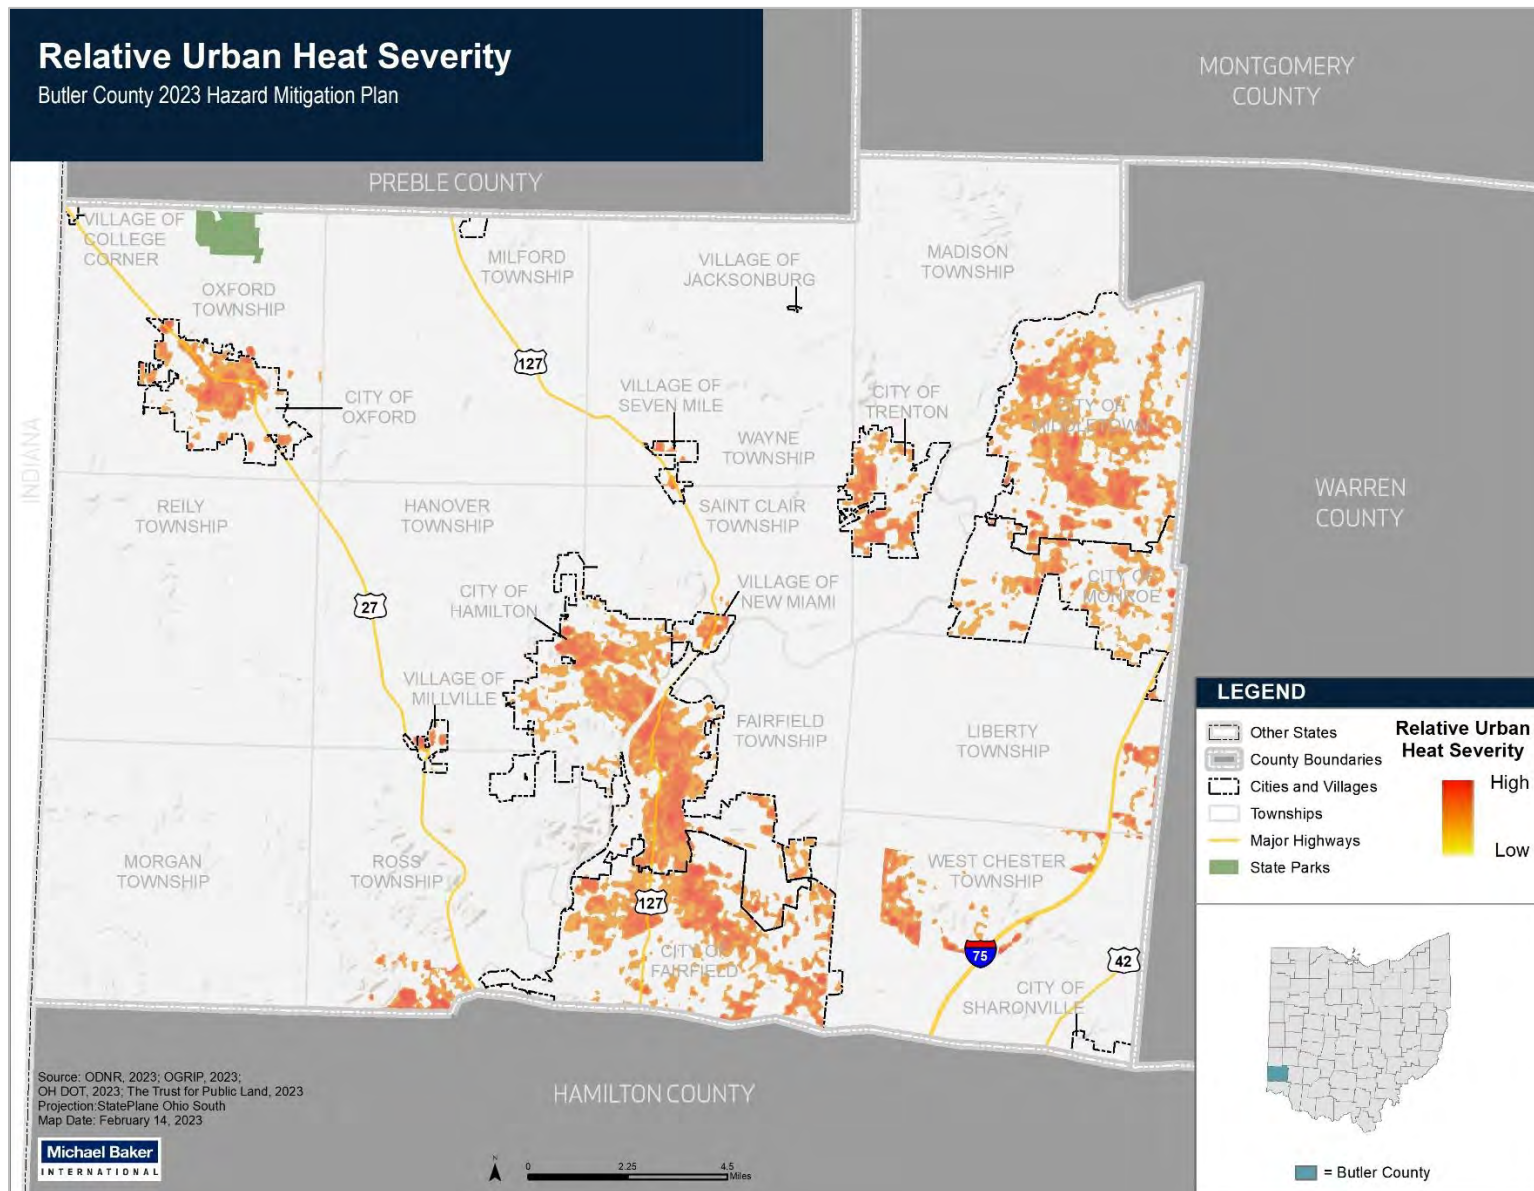 Relative Urban Heat Severity
Butler County 2023 Hazard Mitigation Plan
MONTGOMERY
COUNTY
PREBLE COUNTY
VILLAGE OF
COLLEGE
CORNER
MILFORD
TOWNSHIP
VILLAGE OF
JACKSONBURG
MADISON
TOWNSHIP
OXFORD
TOWNSHIP
127
VILLAGE OF
SEVEN MILE
CITY OF
TRENTON
CITY OF
OXFORD
CITY OF
MIDDLETOWN
WAYNE
TOWNSHIP
INDIANA
WARREN
COUNTY
REILY
TOWNSHIP
HANOVER
TOWNSHIP
SAINT CLAIR
TOWNSHIP
CITY OF
HAMILTON
VILLAGE OF
NEW MIAMI
CITY OF
MONROE
27
VILLAGE OF
MILLVILLE
FAIRFIELD
TOWNSHIP
LIBERTY
TOWNSHIP
MORGAN
TOWNSHIP
ROSS
TOWNSHIP
WEST CHESTER
TOWNSHIP
127
CITY OF
FAIRFIELD
75
42
CITY OF
SHARONVILLE
HAMILTON COUNTY
LEGEND
Other States
County Boundaries
Cities and Villages
Townships
Major Highways
State Parks
Relative Urban
Heat Severity
High
Low
= Butler County
Source: ODNR, 2023; OGRIP, 2023;
OH DOT, 2023; The Trust for Public Land, 2023
Projection:StatePlane Ohio South
Map Date: February 14, 2023
Michael Baker
INTERNATIONAL
N
0 2.25 4.5
Miles